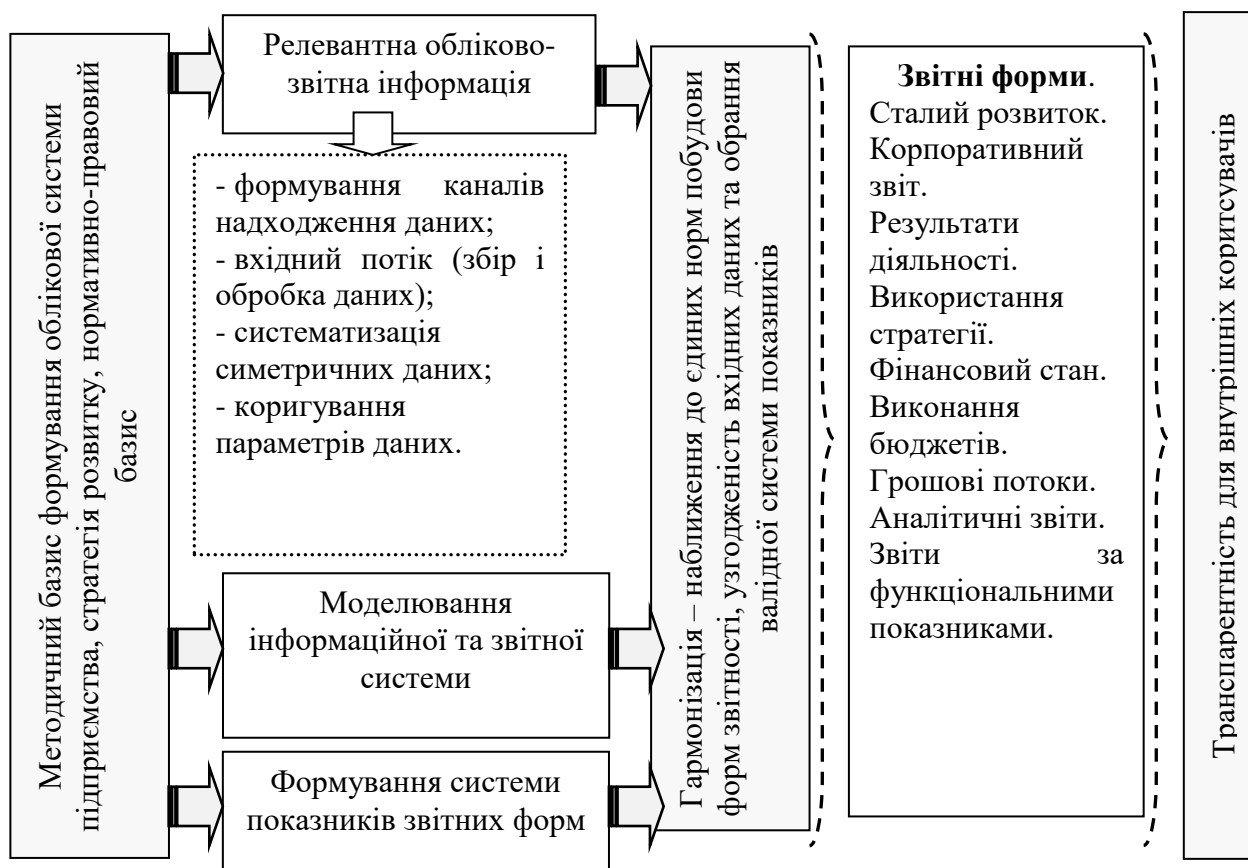 Методичний базис формування облікової системи
підприємства, стратегія розвитку, нормативно-правовий
базис
Релевантна обліково-
звітна інформація
- формування каналів
надходження даних;
- вхідний потік (збір і
обробка даних);
- систематизація
симетричних даних;
- коригування
параметрів даних.
Моделювання
інформаційної та звітної
системи
Формування системи
показників звітних форм
Гармонізація – наближення до єдиних норм побудови
форм звітності, узгодженість вхідних даних та обрання
валідної системи показників
Звітні форми.
Сталий розвиток.
Корпоративний
звіт.
Результати
діяльності.
Використання
стратегії.
Фінансовий стан.
Виконання
бюджетів.
Грошові потоки.
Аналітичні звіти.
Звіти за
функціональними
показниками.
Транспарентність для внутрішніх коритсувачів